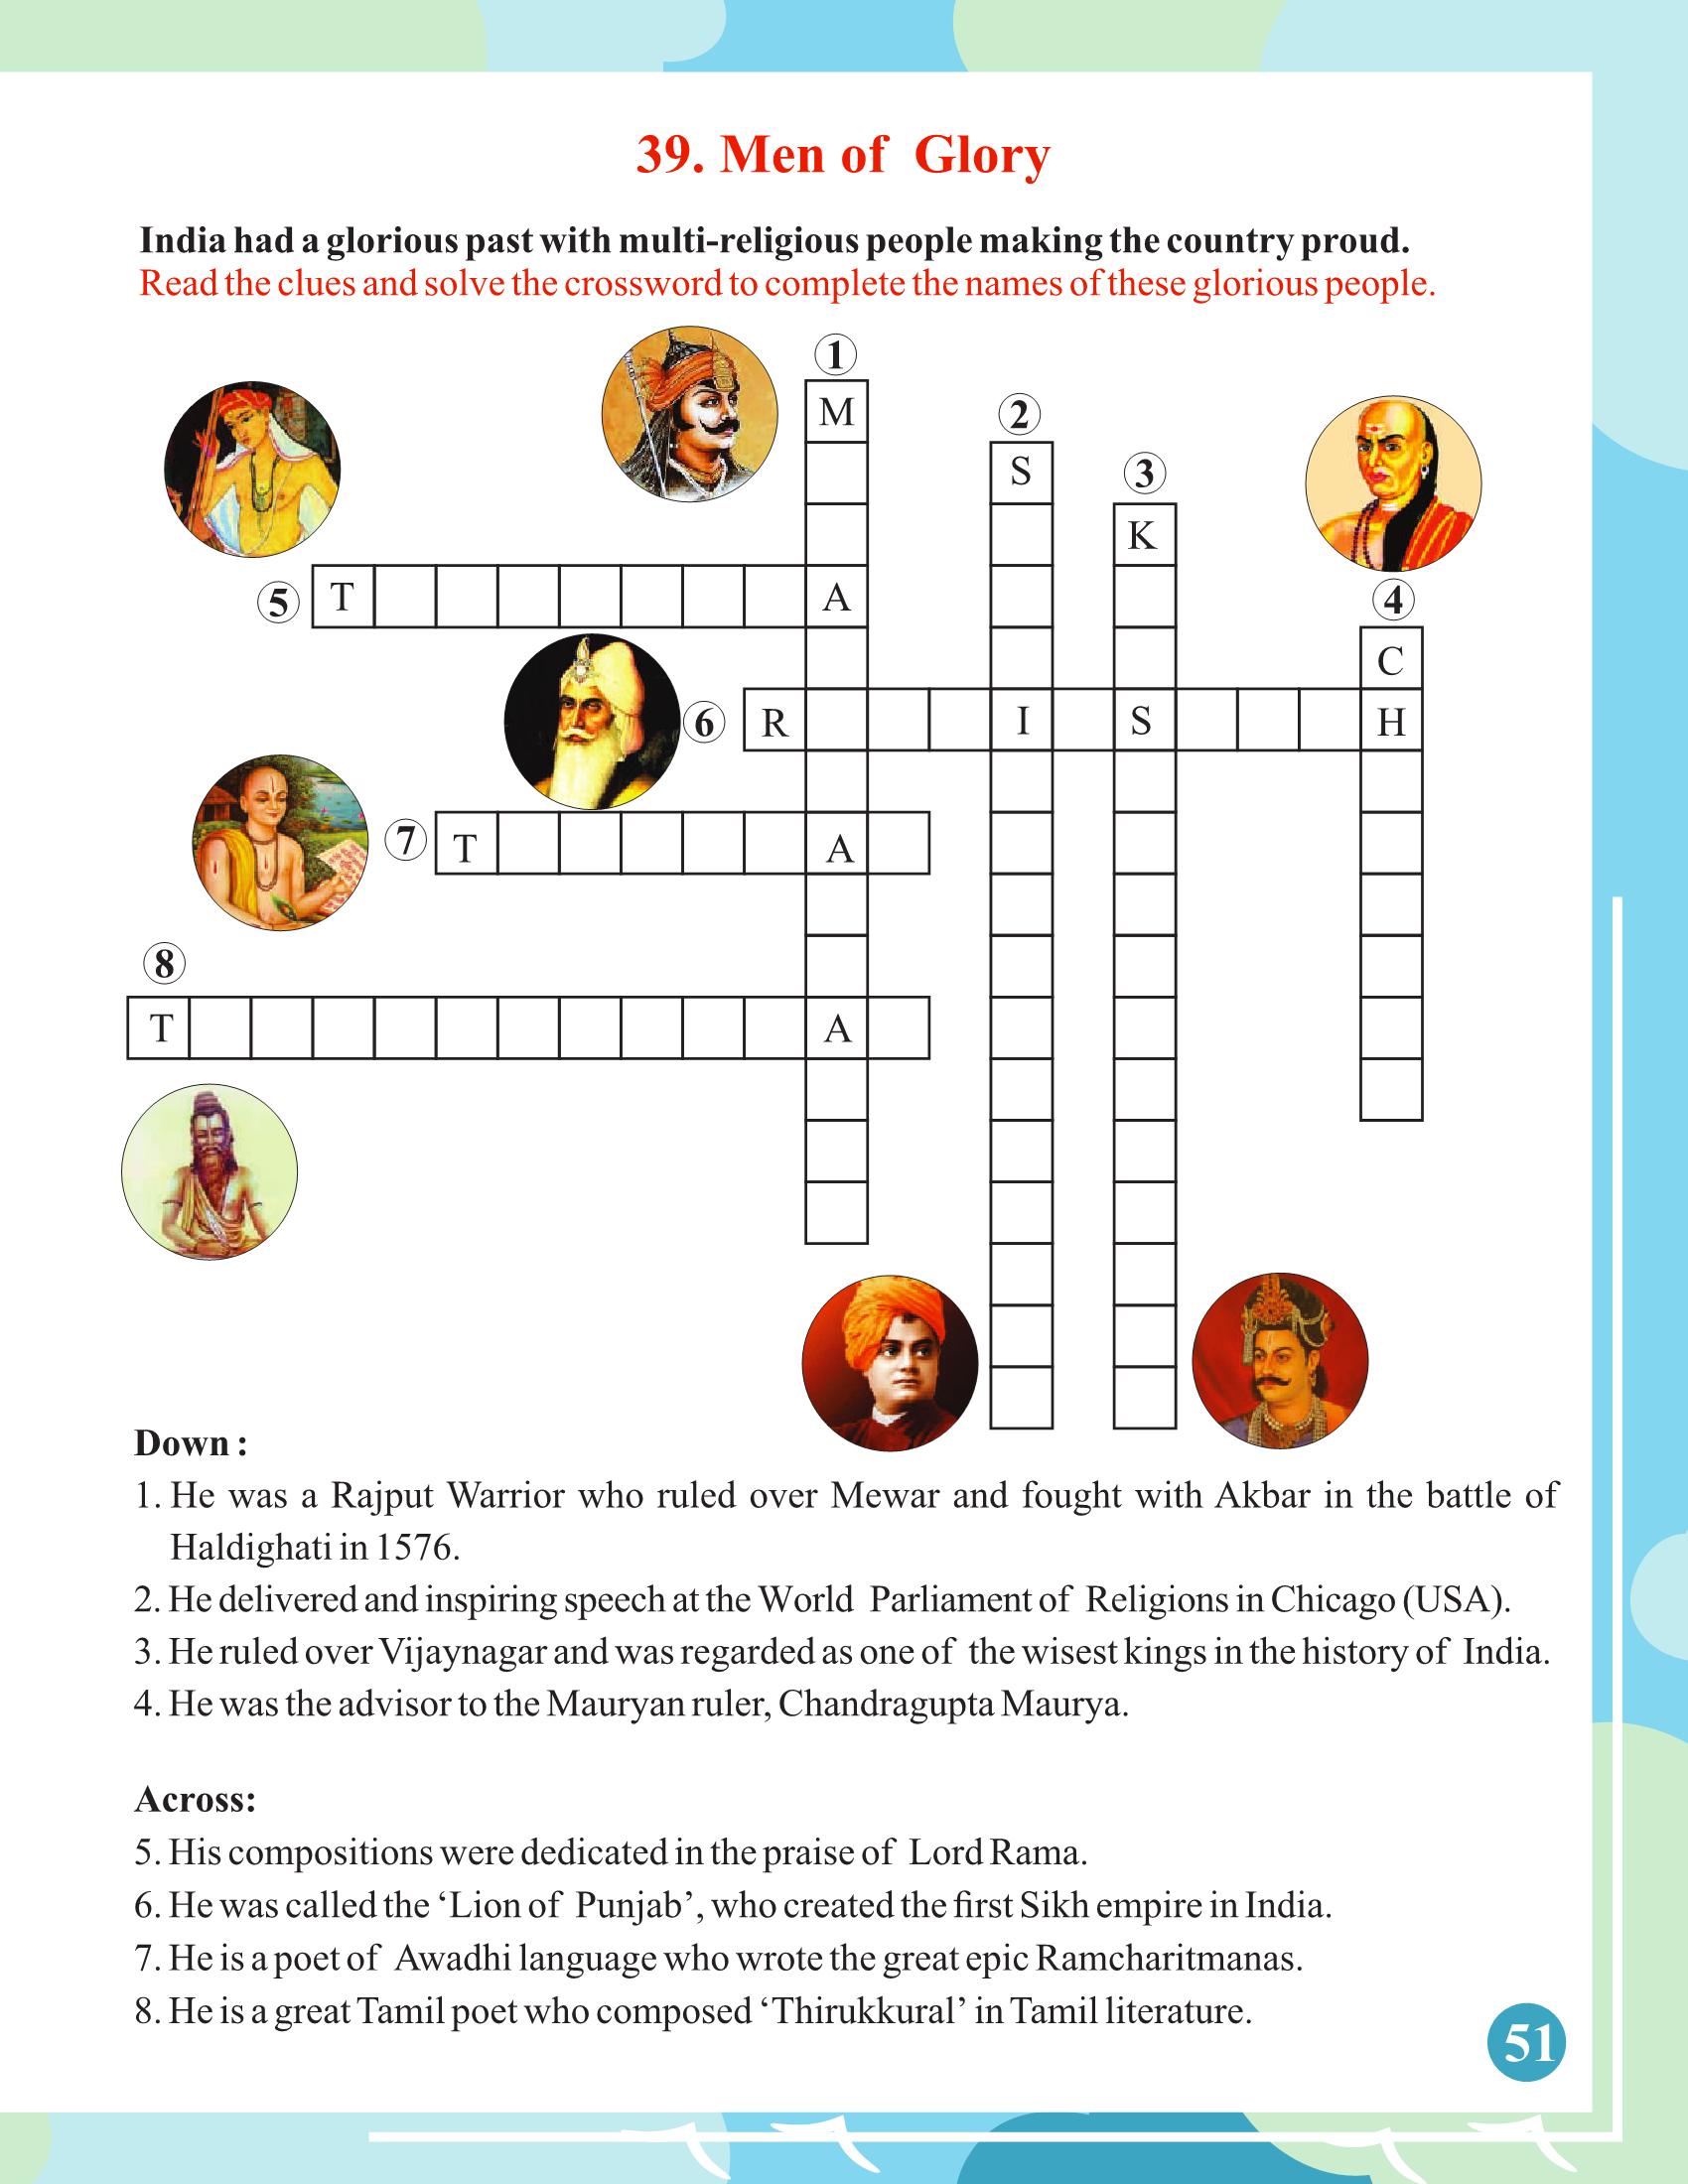 39. Men of Glory
India had a glorious past with multi-religious people making the country proud.
Read the clues and solve the crossword to complete the names of these glorious people.
1
M
2
S
3
K
4
5 T A
C
6 R I S H
7 T A
8
T A
Down :
1. He was a Rajput Warrior who ruled over Mewar and fought with Akbar in the battle of
Haldighati in 1576.
2. He delivered and inspiring speech at the World Parliament of Religions in Chicago (USA).
3. He ruled over Vijaynagar and was regarded as one of the wisest kings in the history of India.
4. He was the advisor to the Mauryan ruler, Chandragupta Maurya.
Across:
5. His compositions were dedicated in the praise of Lord Rama.
6. He was called the ‘Lion of Punjab’, who created the first Sikh empire in India.
7. He is a poet of Awadhi language who wrote the great epic Ramcharitmanas.
8. He is a great Tamil poet who composed ‘Thirukkural’ in Tamil literature.
51